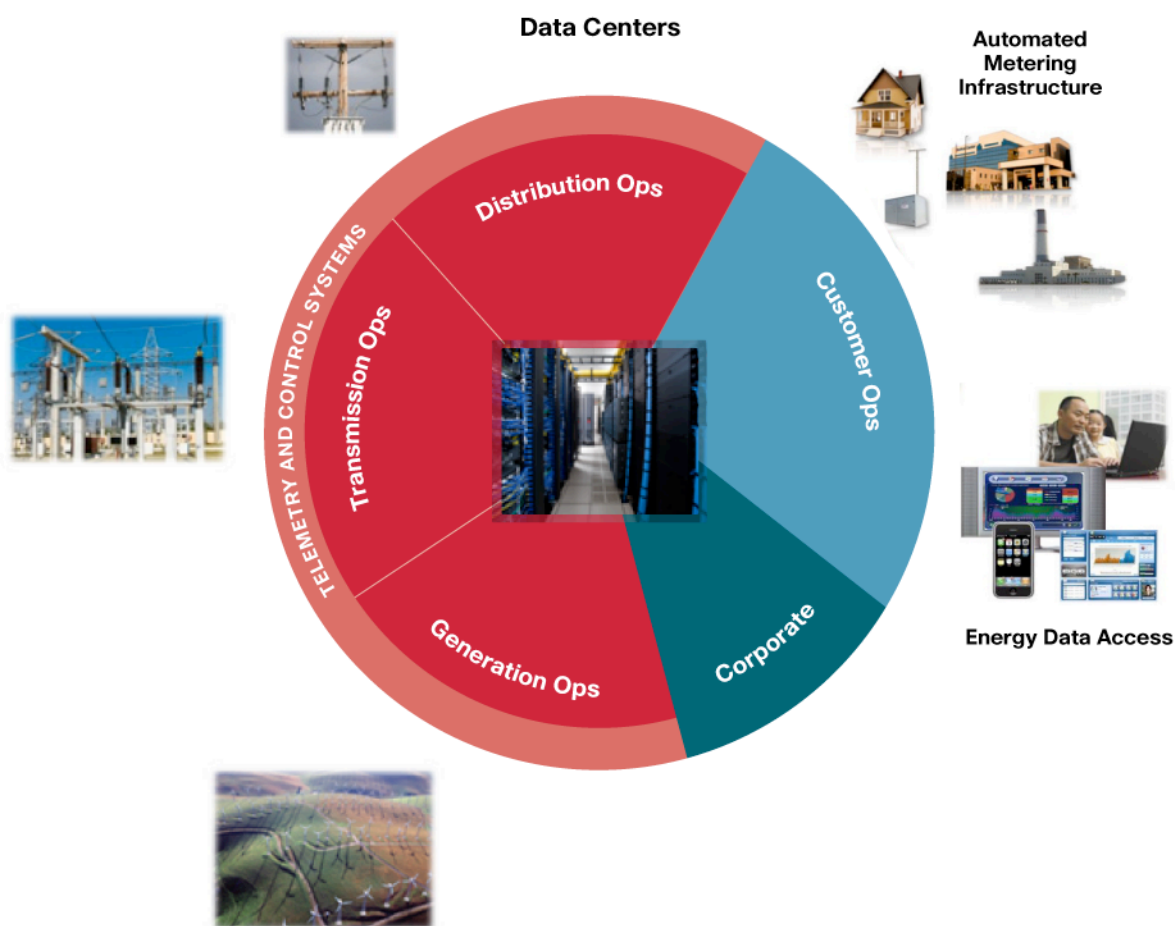 Data Centers
Automated
Metering
Infrastructure
Distribution Ops
TELEMETRY AND CONTROL SYSTEMS
Transmission Ops
Customer Ops
Generation Ops
Corporate
Energy Data Access